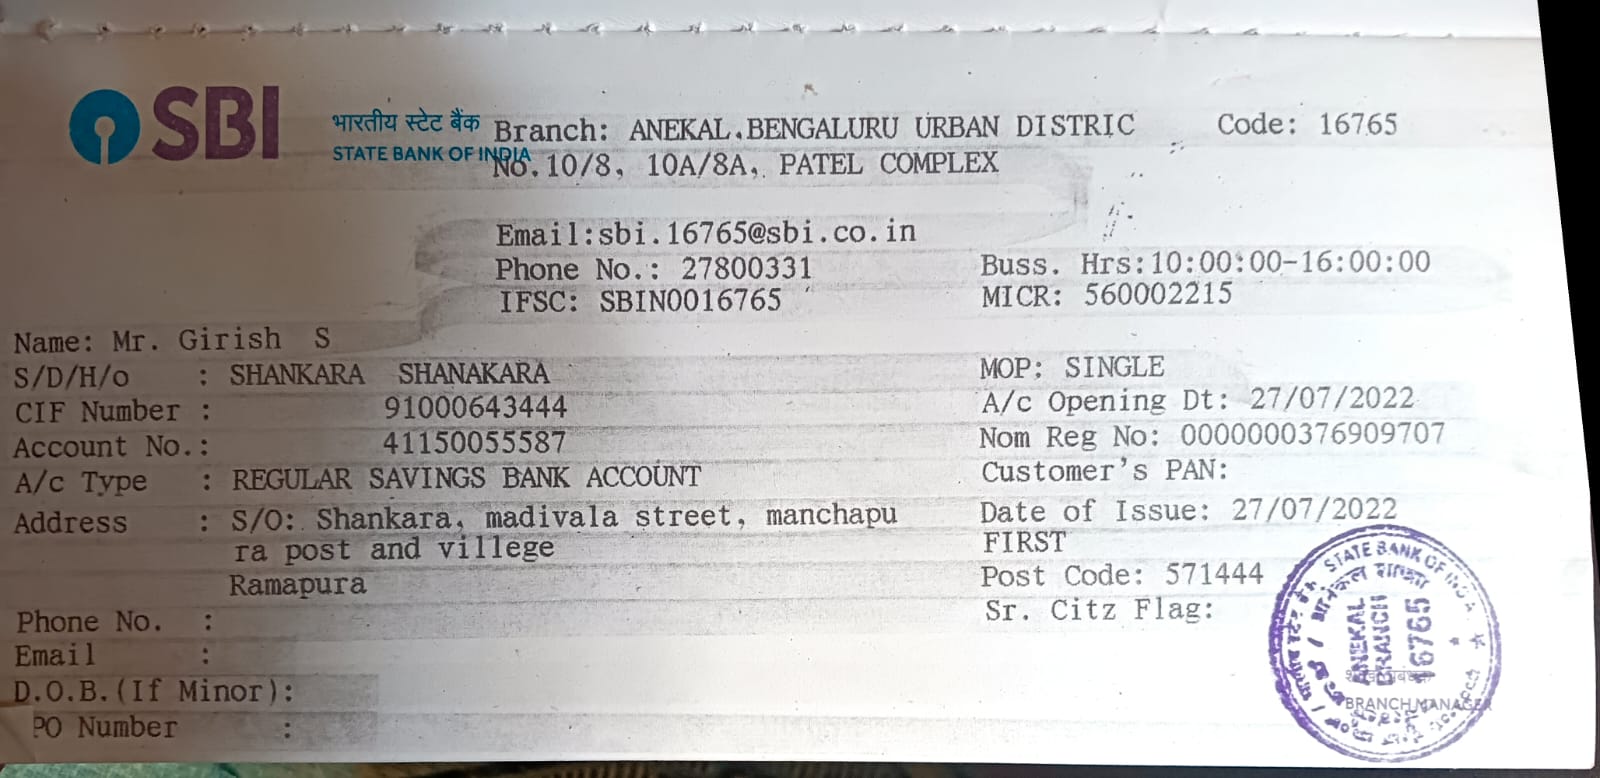 SBI
भारतीय स्टेट बैंक
STATE BANK OF INDIA
Branch: ANEKAL.BENGALURU URBAN DISTRIC Code: 16765
No.10/8, 10A/8A, PATEL COMPLEX
Email:sbi.16765@sbi.co.in
Phone No.: 27800331 Buss. Hrs:10:00:00-16:00:00
IFSC: SBIN0016765 MICR: 560002215
Name: Mr. Girish S
S/D/H/o : SHANKARA SHANAKARA MOP: SINGLE
CIF Number : 91000643444 A/c Opening Dt: 27/07/2022
Account No.: 41150055587 Nom Reg No: 0000000376909707
A/c Type : REGULAR SAVINGS BANK ACCOUNT Customer's PAN:
Address : S/O: Shankara, madivala street, manchapu Date of Issue: 27/07/2022
ra post and villege FIRST
Ramapura Post Code: 571444
Phone No. : Sr. Citz Flag:
Email :
D.O.B.(If Minor):
PO Number :
STATE BANK OF INDIA
ANEKAL
BRANCH
16765
BRANCH MANAGER